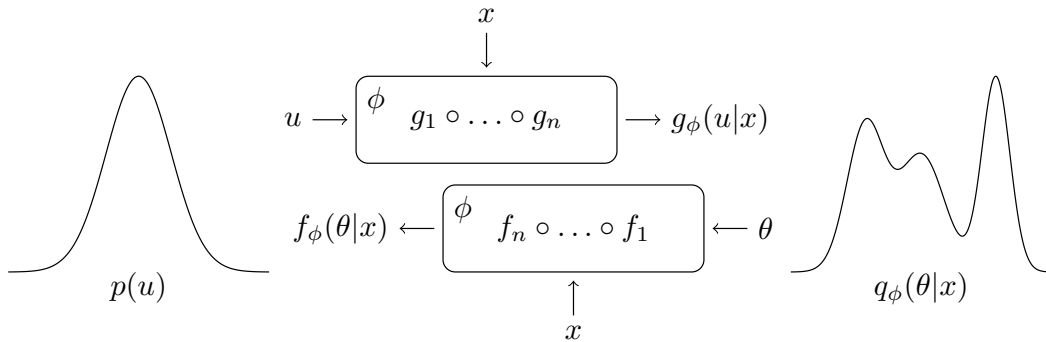 x
u
ϕ
g₁ ∘ … ∘ gₙ
g_ϕ(u|x)
f_ϕ(θ|x)
ϕ
fₙ ∘ … ∘ f₁
θ
p(u)
q_ϕ(θ|x)
x